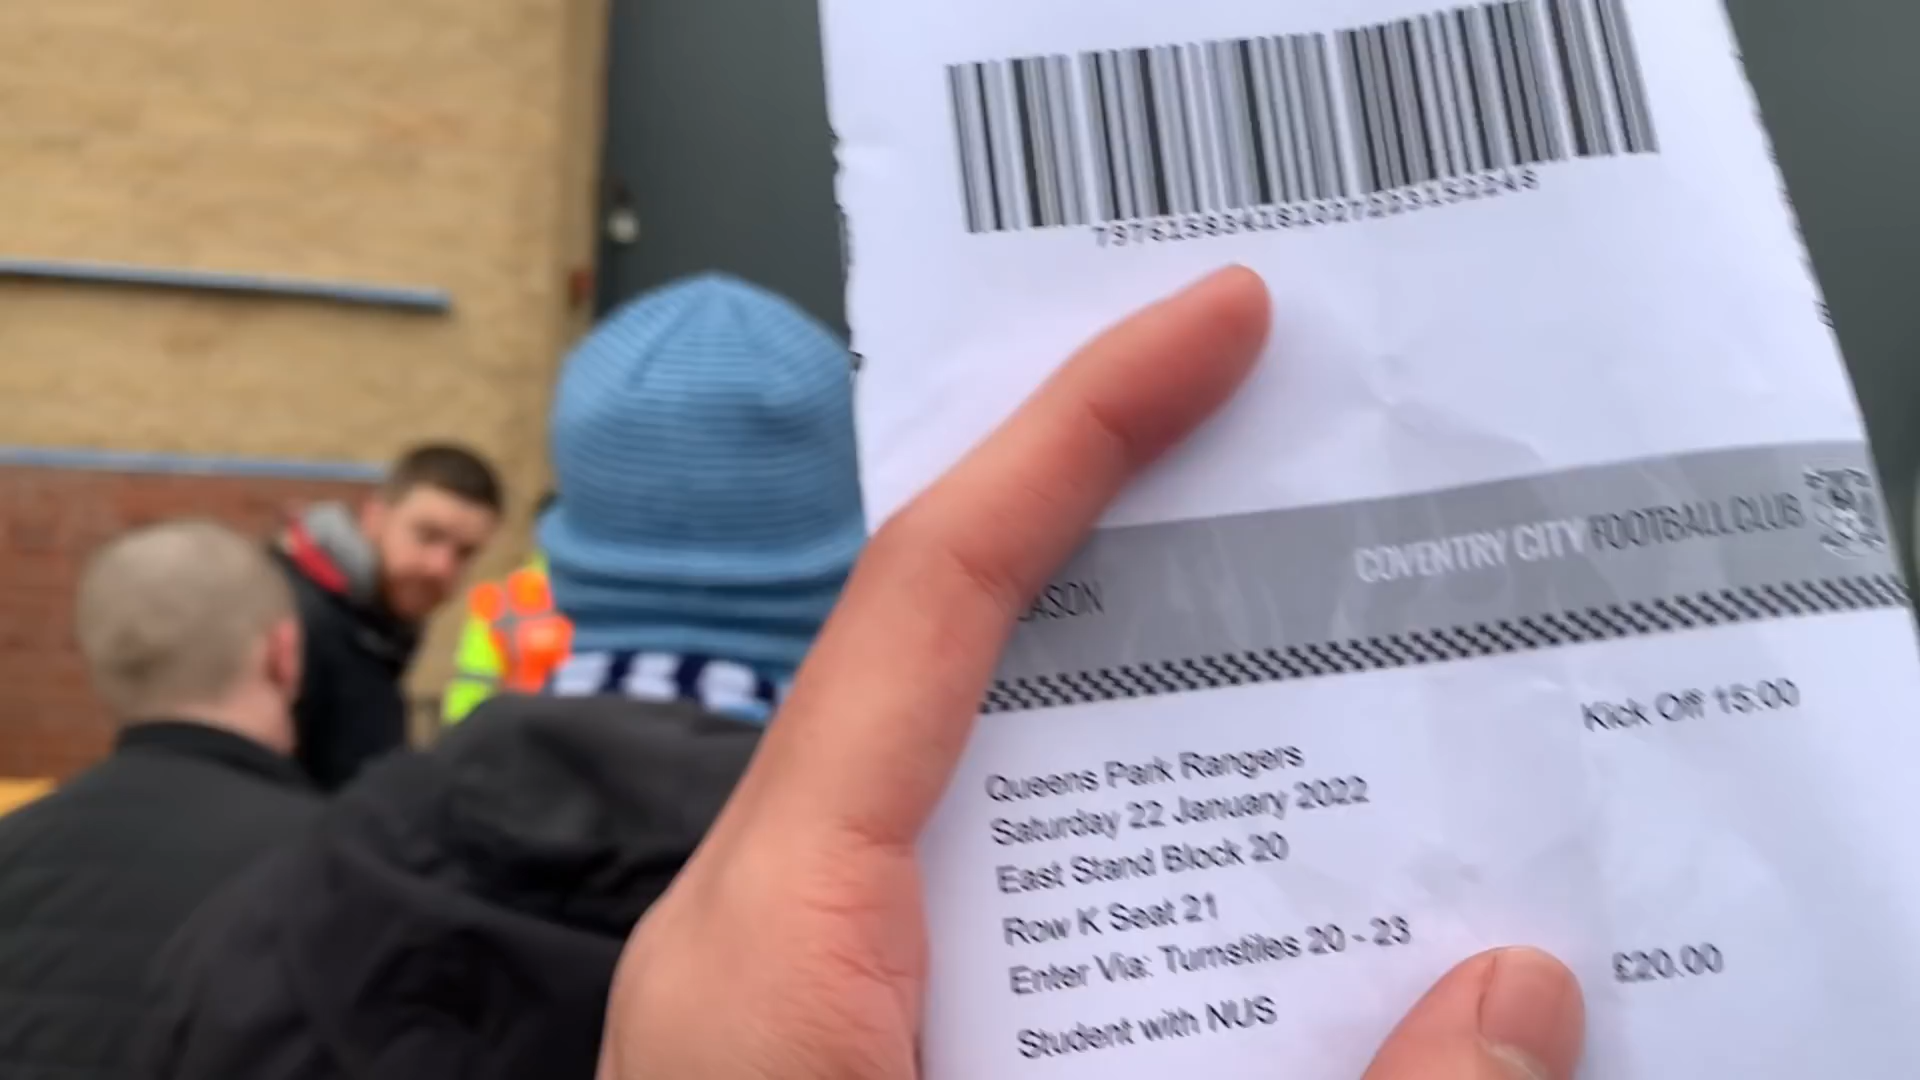 COVENTRY CITY FOOTBALL CLUB
Kick Off 15:00
Queens Park Rangers
Saturday 22 January 2022
East Stand Block 20
Row K Seat 21
Enter Via: Turnstiles 20 - 23
£20.00
Student with NUS